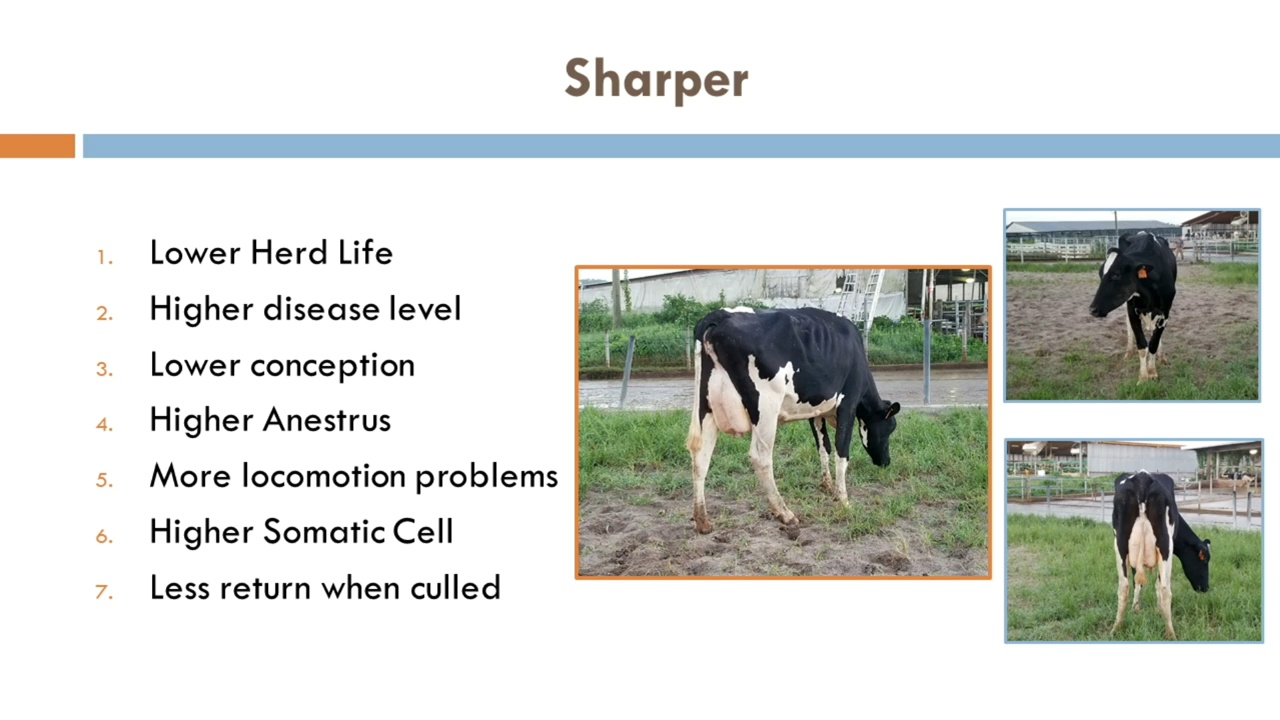 Sharper
1. Lower Herd Life
2. Higher disease level
3. Lower conception
4. Higher Anestrus
5. More locomotion problems
6. Higher Somatic Cell
7. Less return when culled